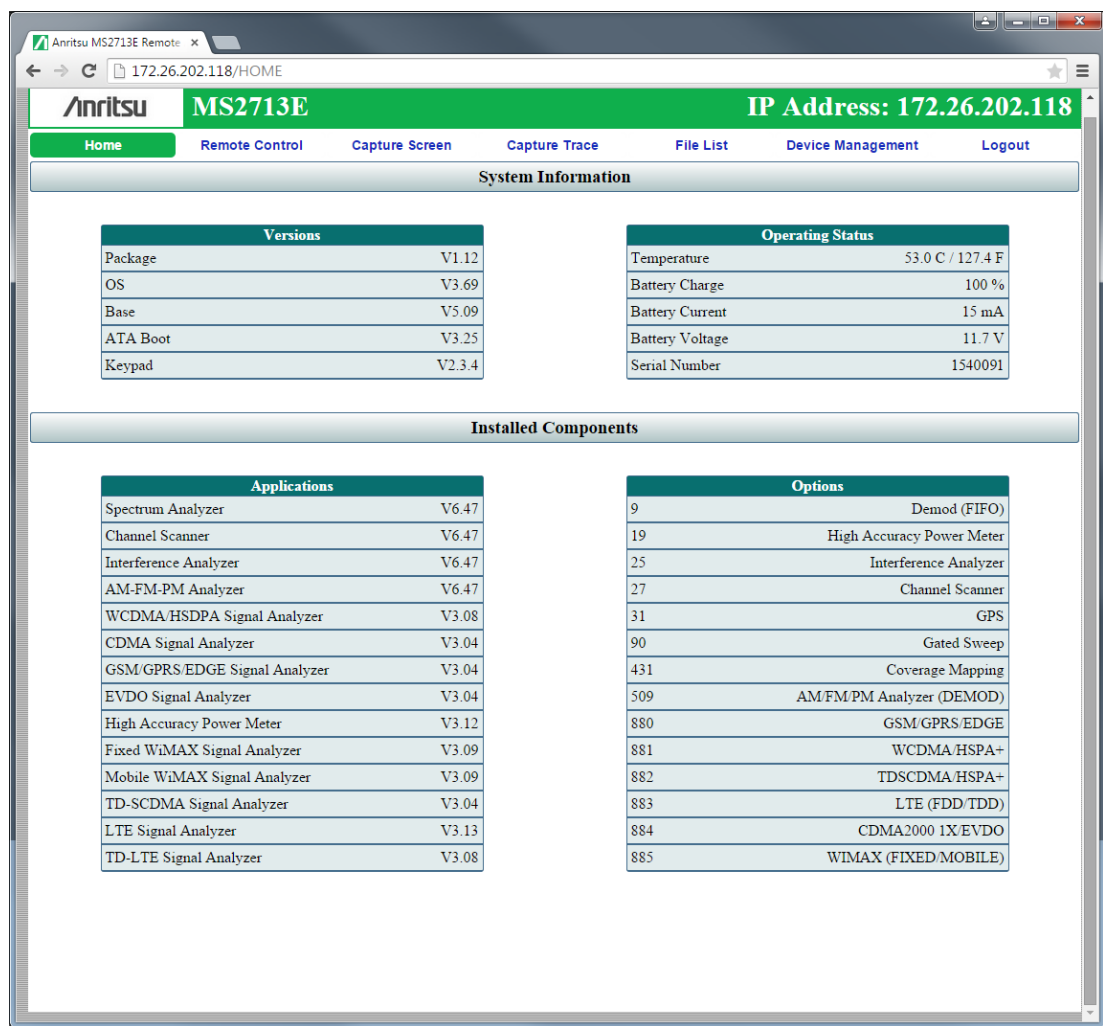 Anritsu MS2713E Remote
172.26.202.118/HOME
Anritsu MS2713E IP Address: 172.26.202.118
Home Remote Control Capture Screen Capture Trace File List Device Management Logout
System Information
Versions
Package V1.12
OS V3.69
Base V5.09
ATA Boot V3.25
Keypad V2.3.4
Operating Status
Temperature 53.0 C / 127.4 F
Battery Charge 100 %
Battery Current 15 mA
Battery Voltage 11.7 V
Serial Number 1540091
Installed Components
Applications
Spectrum Analyzer V6.47
Channel Scanner V6.47
Interference Analyzer V6.47
AM-FM-PM Analyzer V6.47
WCDMA/HSDPA Signal Analyzer V3.08
CDMA Signal Analyzer V3.04
GSM/GPRS/EDGE Signal Analyzer V3.04
EVDO Signal Analyzer V3.04
High Accuracy Power Meter V3.12
Fixed WiMAX Signal Analyzer V3.09
Mobile WiMAX Signal Analyzer V3.09
TD-SCDMA Signal Analyzer V3.04
LTE Signal Analyzer V3.13
TD-LTE Signal Analyzer V3.08
Options
9 Demod (FIFO)
19 High Accuracy Power Meter
25 Interference Analyzer
27 Channel Scanner
31 GPS
90 Gated Sweep
431 Coverage Mapping
509 AM/FM/PM Analyzer (DEMOD)
880 GSM/GPRS/EDGE
881 WCDMA/HSPA+
882 TDSCDMA/HSPA+
883 LTE (FDD/TDD)
884 CDMA2000 1X/EVDO
885 WIMAX (FIXED/MOBILE)